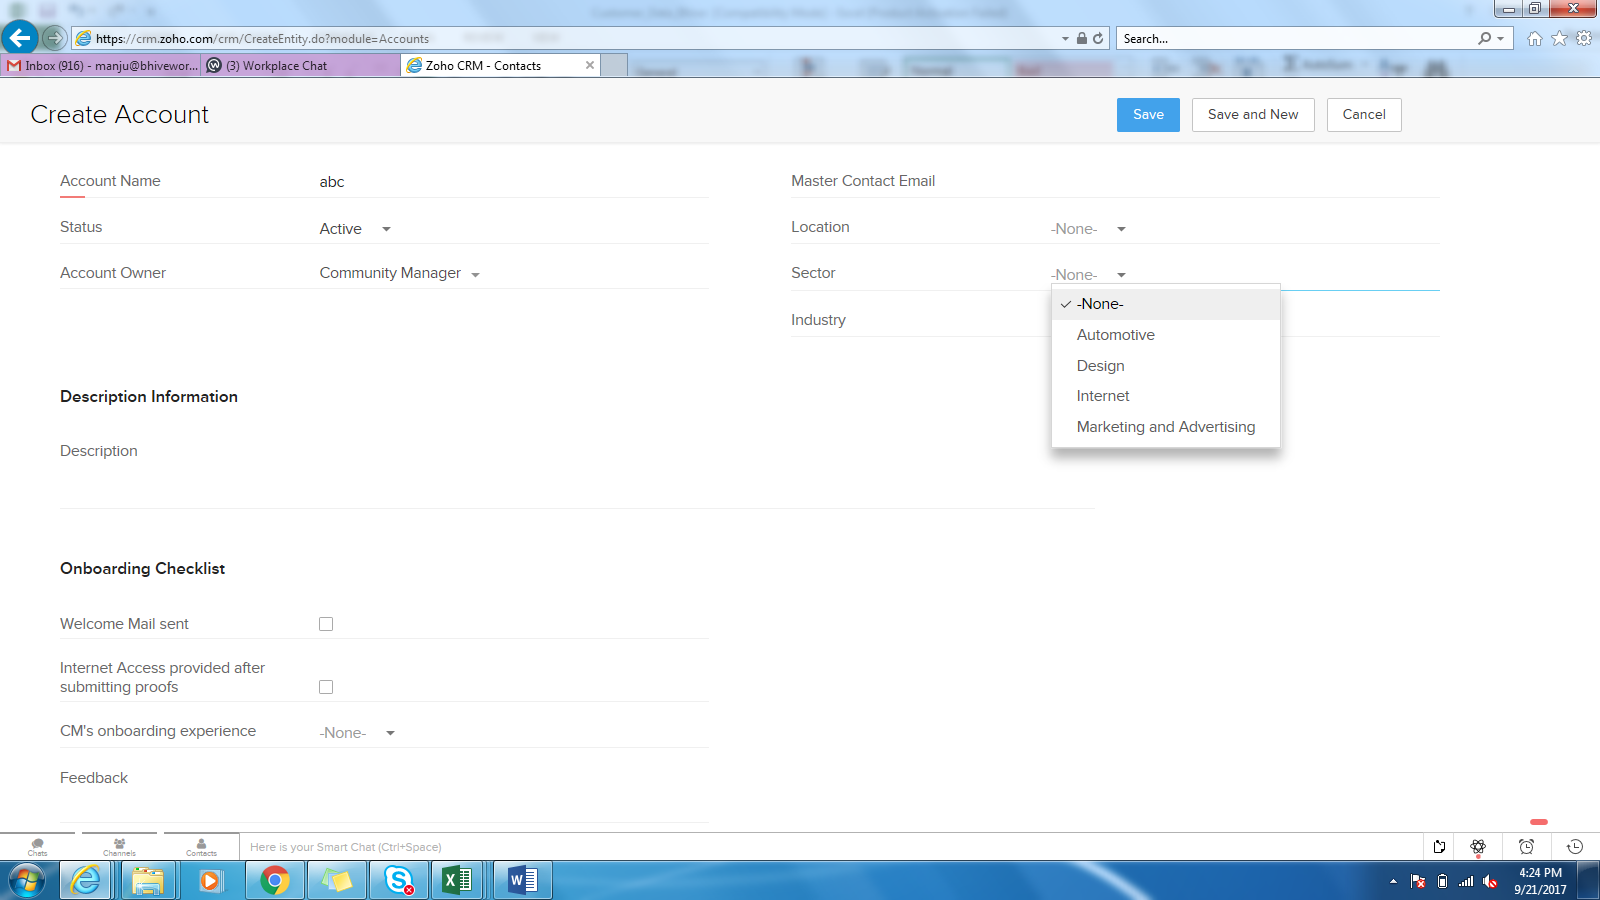 https://crm.zoho.com/crm/CreateEntity.do?module=Accounts
Search...
Inbox (916) - manju@bhivewor...
(3) Workplace Chat
Zoho CRM - Contacts
Create Account
Save
Save and New
Cancel
Account Name
abc
Master Contact Email
Status
Active
Location
-None-
Account Owner
Community Manager
Sector
-None-
-None-
Industry
Automotive
Design
Internet
Marketing and Advertising
Description Information
Description
Onboarding Checklist
Welcome Mail sent
Internet Access provided after
submitting proofs
CM's onboarding experience
-None-
Feedback
Chats
Channels
Contacts
Here is your Smart Chat (Ctrl+Space)
4:24 PM
9/21/2017